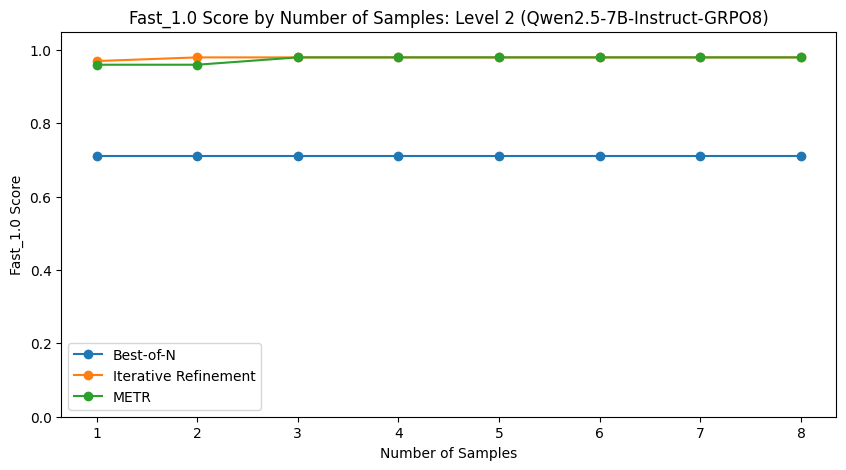 Fast_1.0 Score by Number of Samples: Level 2 (Qwen2.5-7B-Instruct-GRPO8)
Fast_1.0 Score
1.0
0.8
0.6
0.4
0.2
0.0
Best-of-N
Iterative Refinement
METR
1 2 3 4 5 6 7 8
Number of Samples